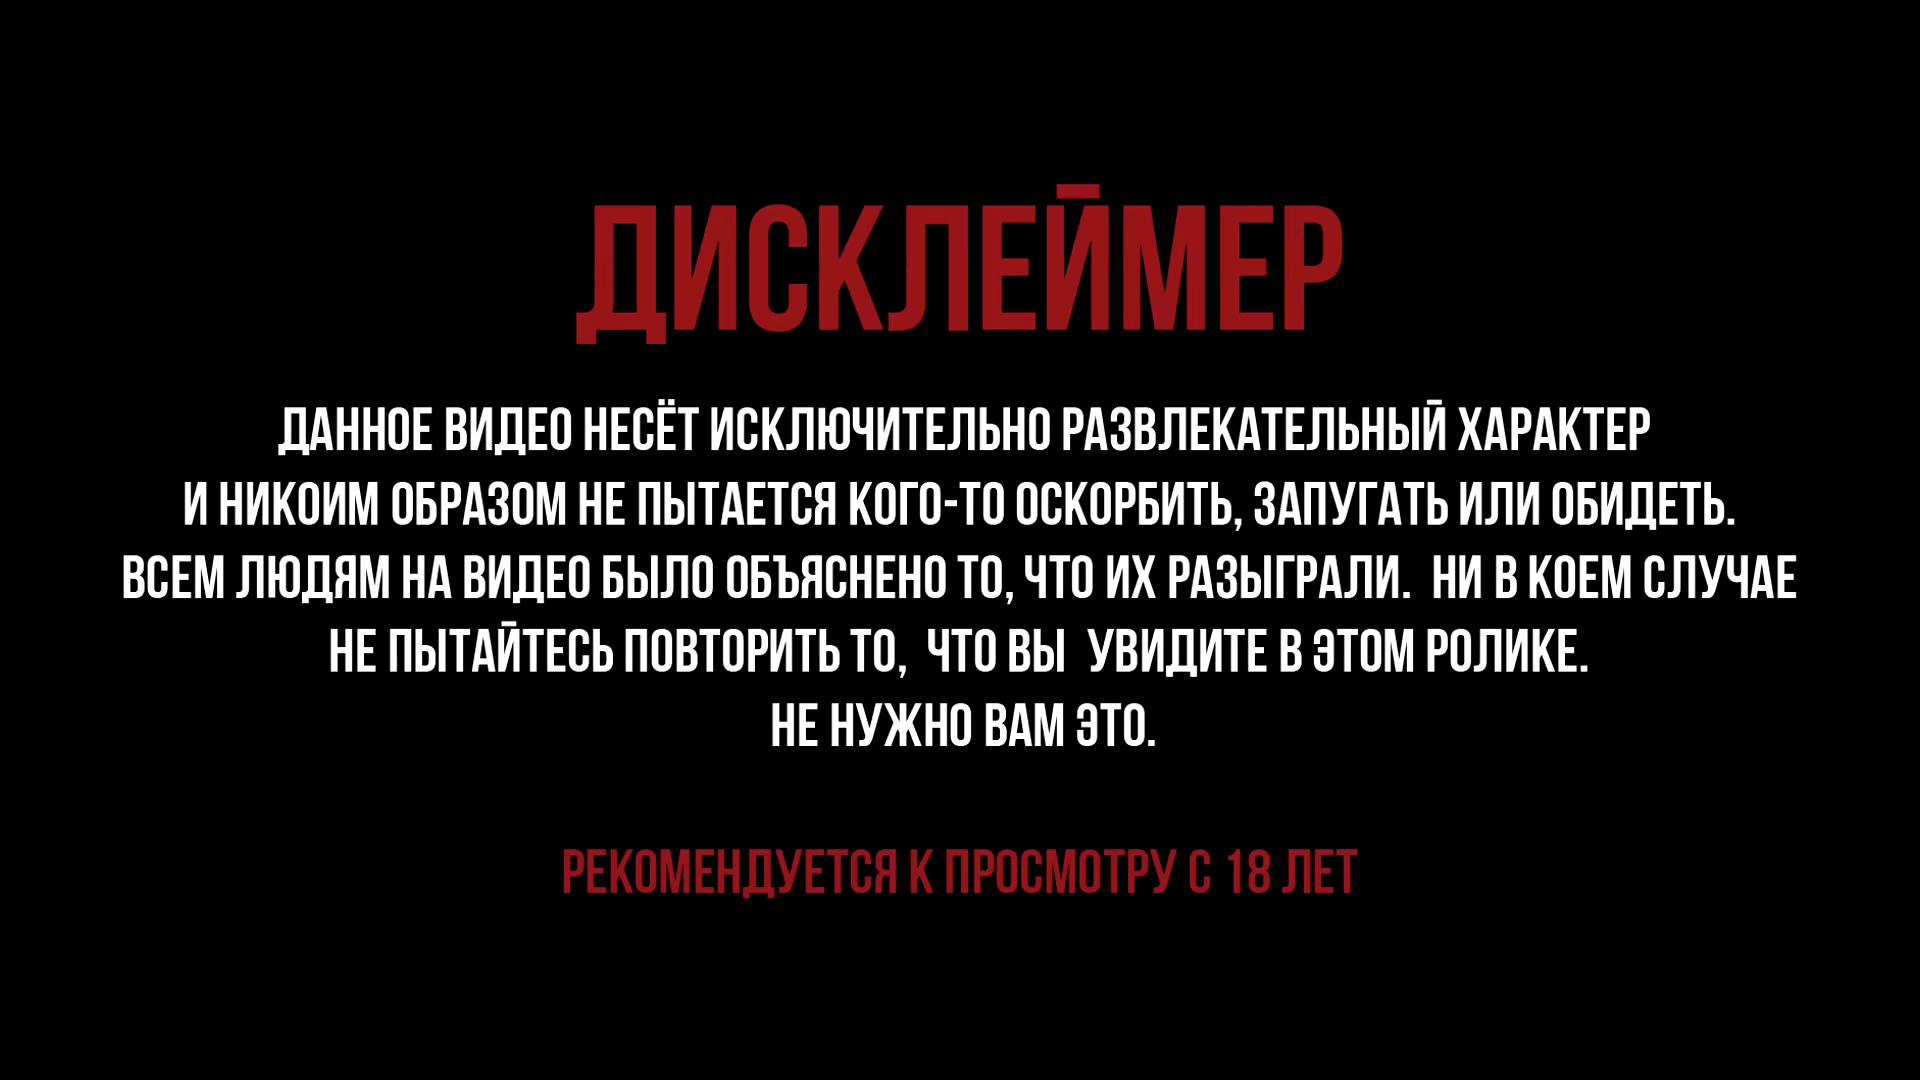 ДИСКЛЕЙМЕР
ДАННОЕ ВИДЕО НЕСЁТ ИСКЛЮЧИТЕЛЬНО РАЗВЛЕКАТЕЛЬНЫЙ ХАРАКТЕР
И НИКОИМ ОБРАЗОМ НЕ ПЫТАЕТСЯ КОГО-ТО ОСКОРБИТЬ, ЗАПУГАТЬ ИЛИ ОБИДЕТЬ.
ВСЕМ ЛЮДЯМ НА ВИДЕО БЫЛО ОБЪЯСНЕНО ТО, ЧТО ИХ РАЗЫГРАЛИ. НИ В КОЕМ СЛУЧАЕ
НЕ ПЫТАЙТЕСЬ ПОВТОРИТЬ ТО, ЧТО ВЫ УВИДИТЕ В ЭТОМ РОЛИКЕ.
НЕ НУЖНО ВАМ ЭТО.
РЕКОМЕНДУЕТСЯ К ПРОСМОТРУ С 18 ЛЕТ